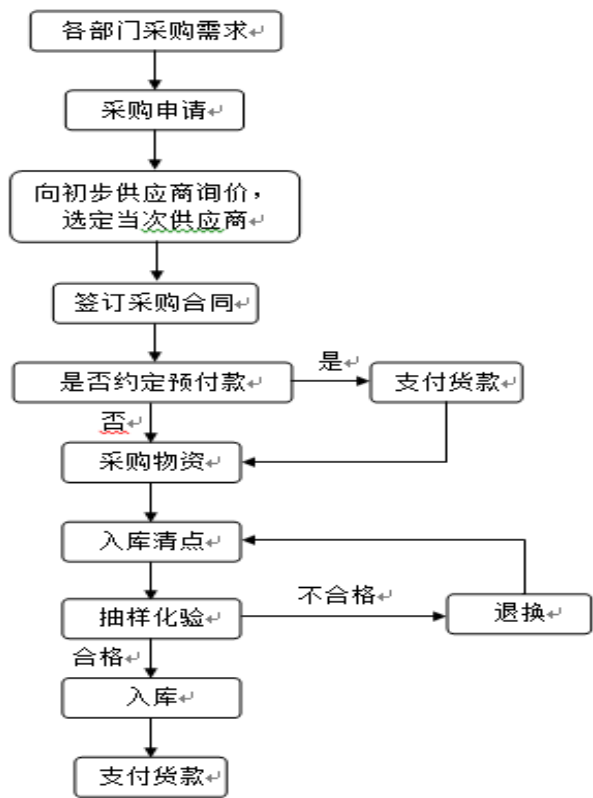 各部门采购需求
采购申请
向初步供应商询价，
选定当次供应商
签订采购合同
是否约定预付款
是
支付货款
否
采购物资
入库清点
抽样化验
不合格
退换
合格
入库
支付货款